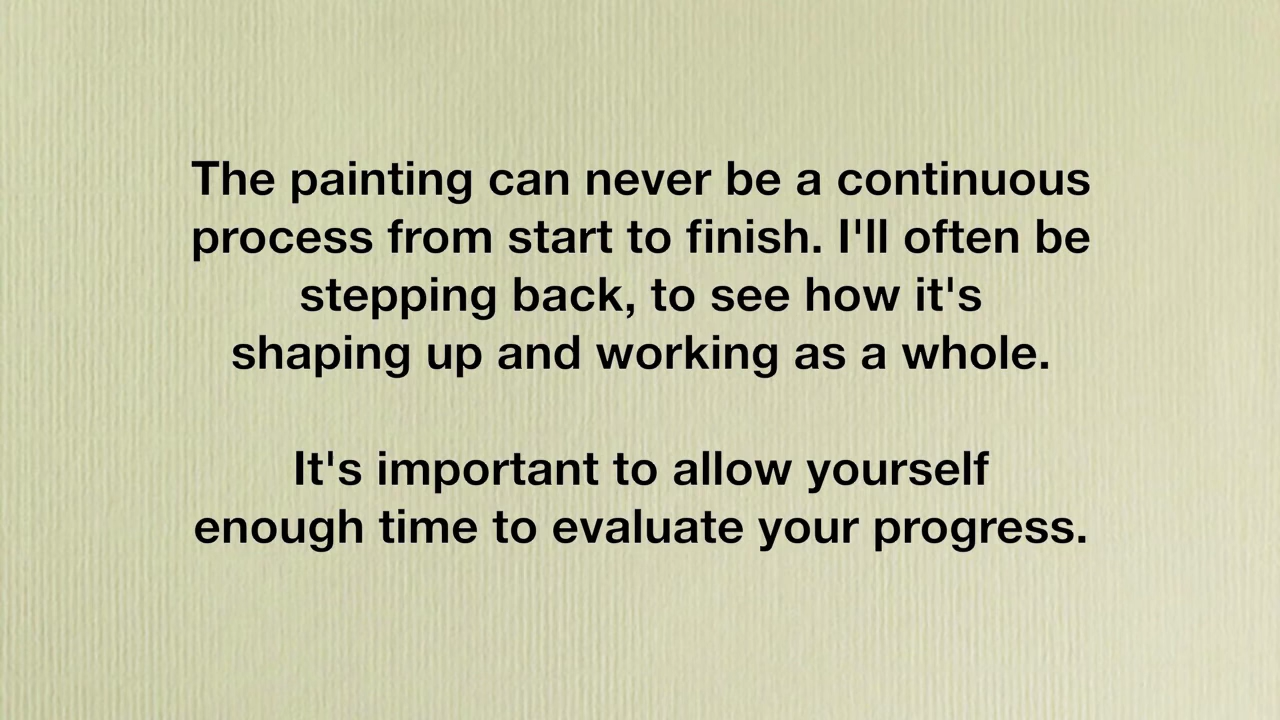 The painting can never be a continuous
process from start to finish. I'll often be
stepping back, to see how it's
shaping up and working as a whole.
It's important to allow yourself
enough time to evaluate your progress.